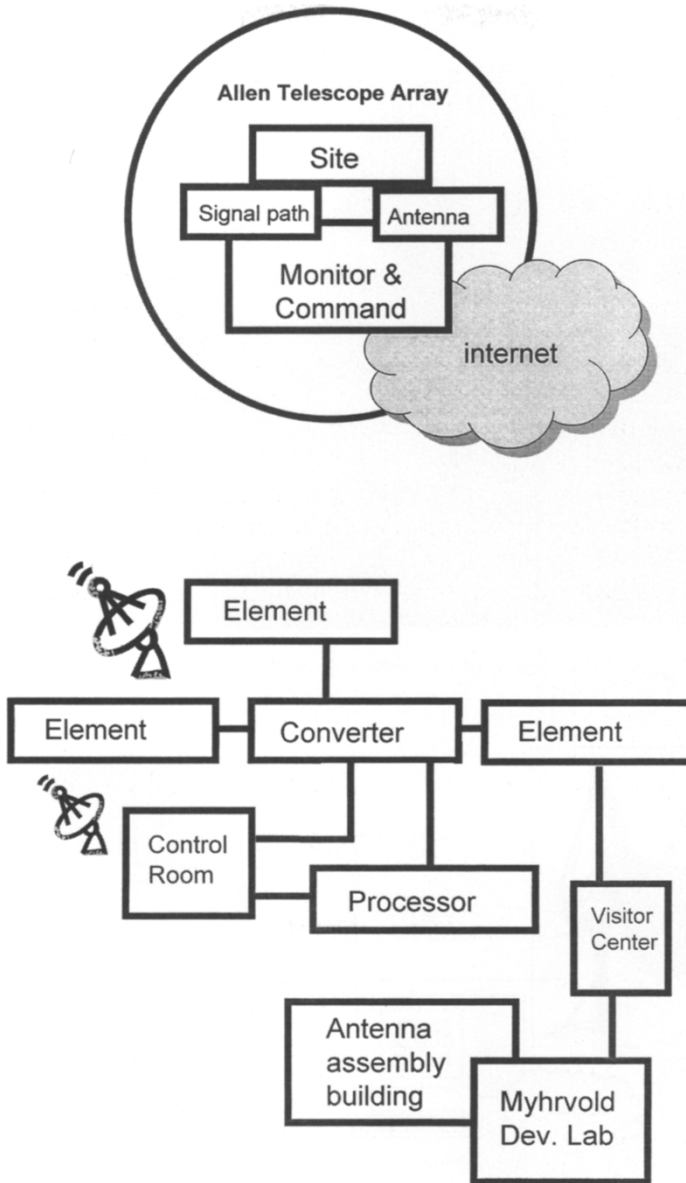 Allen Telescope Array
Site
Signal path
Antenna
Monitor &
Command
internet
Element
Element
Converter
Element
Control
Room
Processor
Visitor
Center
Antenna
assembly
building
Myhrvold
Dev. Lab